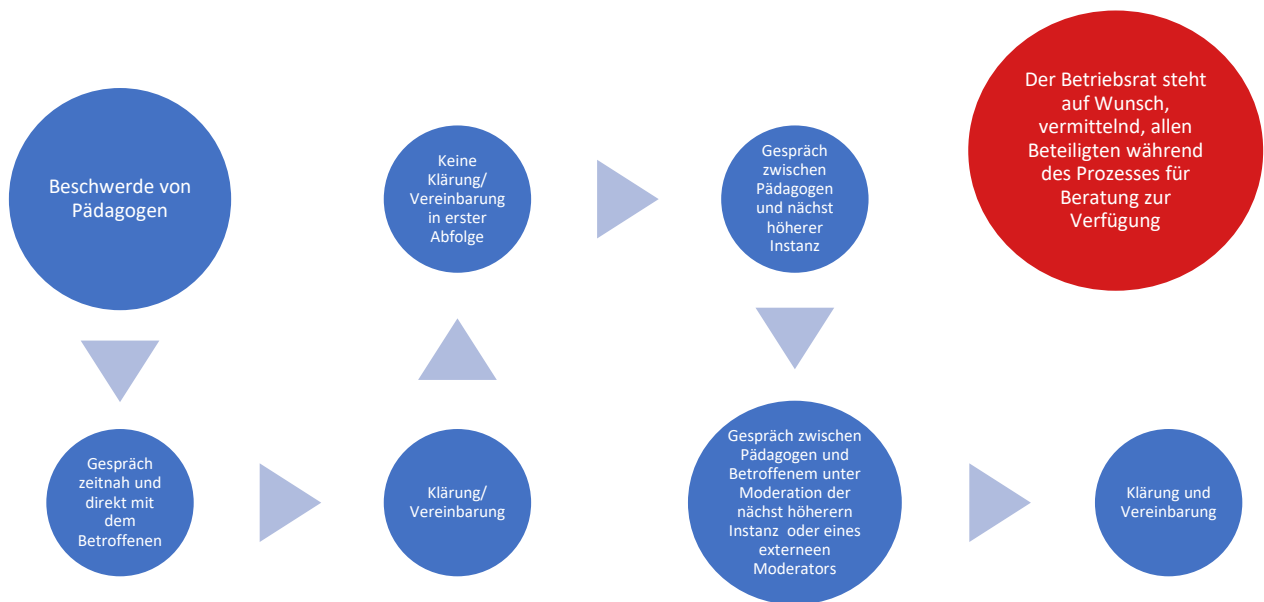 Beschwerde von
Pädagogen
Gespräch
zeitnah und
direkt mit
dem
Betroffenen
Klärung/
Vereinbarung
Keine
Klärung/
Vereinbarung
in erster
Abfolge
Gespräch
zwischen
Pädagogen
und nächst
höherer
Instanz
Gespräch zwischen
Pädagogen und
Betroffenem unter
Moderation der
nächst höherern
Instanz oder eines
externeen
Moderators
Klärung und
Vereinbarung
Der Betriebsrat steht
auf Wunsch,
vermittelnd, allen
Beteiligten während
des Prozesses für
Beratung zur
Verfügung